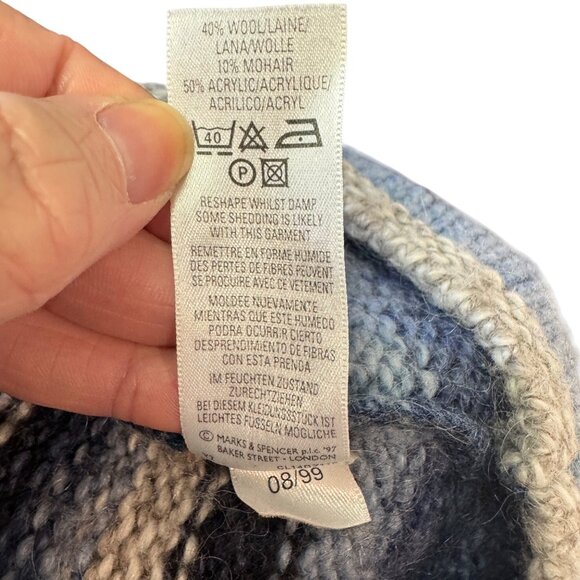 40% WOOL/LAINE/
LANA/WOLLE
10% MOHAIR
50% ACRYLIC/ACRYLIQUE/
ACRILICO/ACRYL
40
P
RESHAPE WHILST DAMP
SOME SHEDDING IS LIKELY
WITH THIS GARMENT
REMETTRE EN FORME HUMIDE
DES PERTES DE FIBRES PEUVENT
SE PRODUIRE AVEC CE VETEMENT
MOLDEE NUEVAMENTE
MIENTRAS QUE ESTE HUMEDO
PODRA OCURRIR CIERTO
DESPRENDIMIENTO DE FIBRAS
CON ESTA PRENDA
IM FEUCHTEN ZUSTAND
ZURECHTZIEHEN
BEI DIESEM KLEIDUNGSSTÜCK IST
LEICHTES FUSSELN MÖGLICHE
© MARKS & SPENCER p.l.c. '97
BAKER STREET · LONDON
08/99